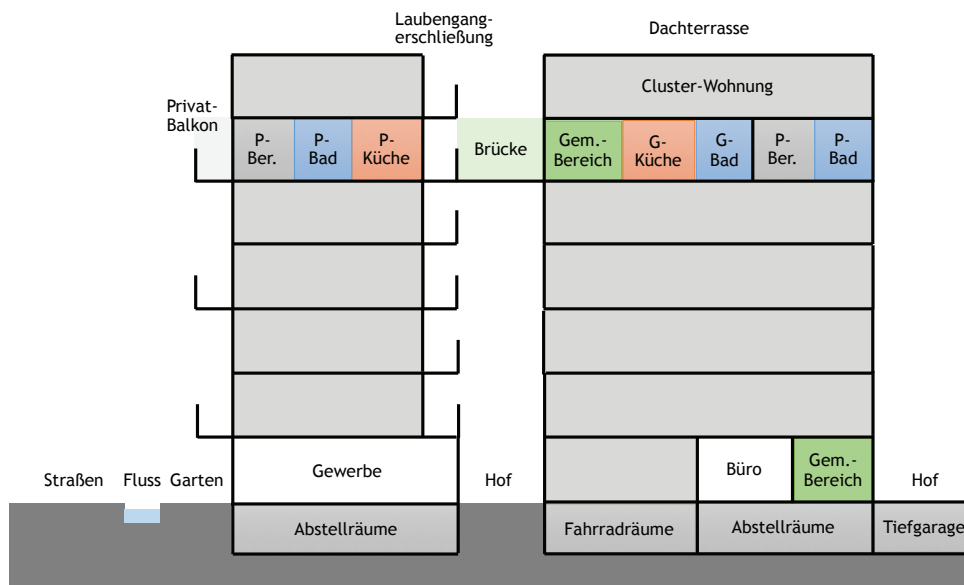 Laubengang-
erschließung
Dachterrasse
Cluster-Wohnung
Privat-
Balkon
P-
Ber.
P-
Bad
P-
Küche
Brücke
Gem.-
Bereich
G-
Küche
G-
Bad
P-
Ber.
P-
Bad
Straßen
Fluss
Garten
Gewerbe
Hof
Büro
Gem.-
Bereich
Hof
Abstellräume
Fahrradräume
Abstellräume
Tiefgarage